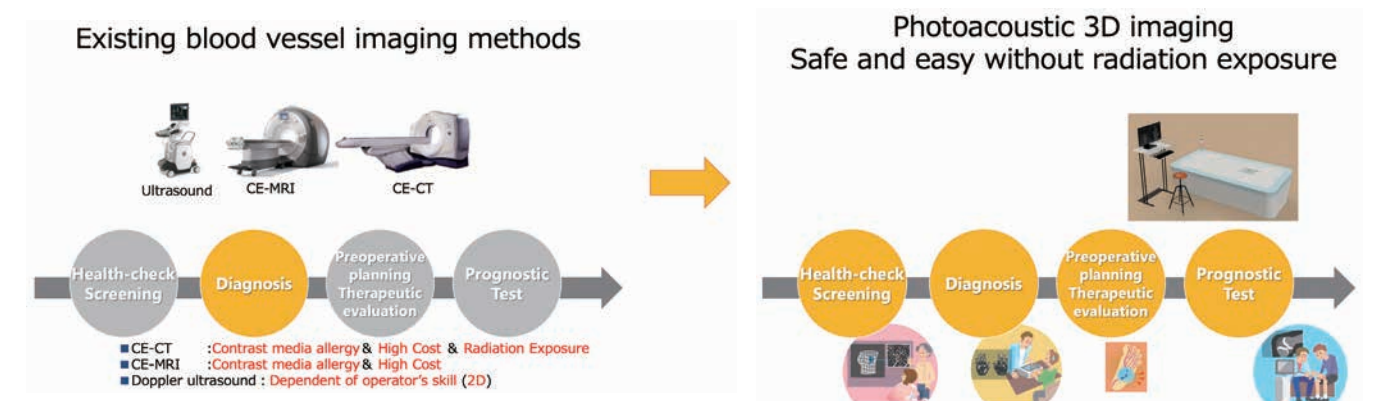 Existing blood vessel imaging methods
Ultrasound
CE-MRI
CE-CT
Health-check
Screening
Diagnosis
Preoperative
planning
Therapeutic
evaluation
Prognostic
Test
■CE-CT :Contrast media allergy & High Cost & Radiation Exposure
■CE-MRI :Contrast media allergy & High Cost
■Doppler ultrasound : Dependent of operator's skill (2D)
Photoacoustic 3D imaging
Safe and easy without radiation exposure
Health-check
Screening
Diagnosis
Preoperative
planning
Therapeutic
evaluation
Prognostic
Test